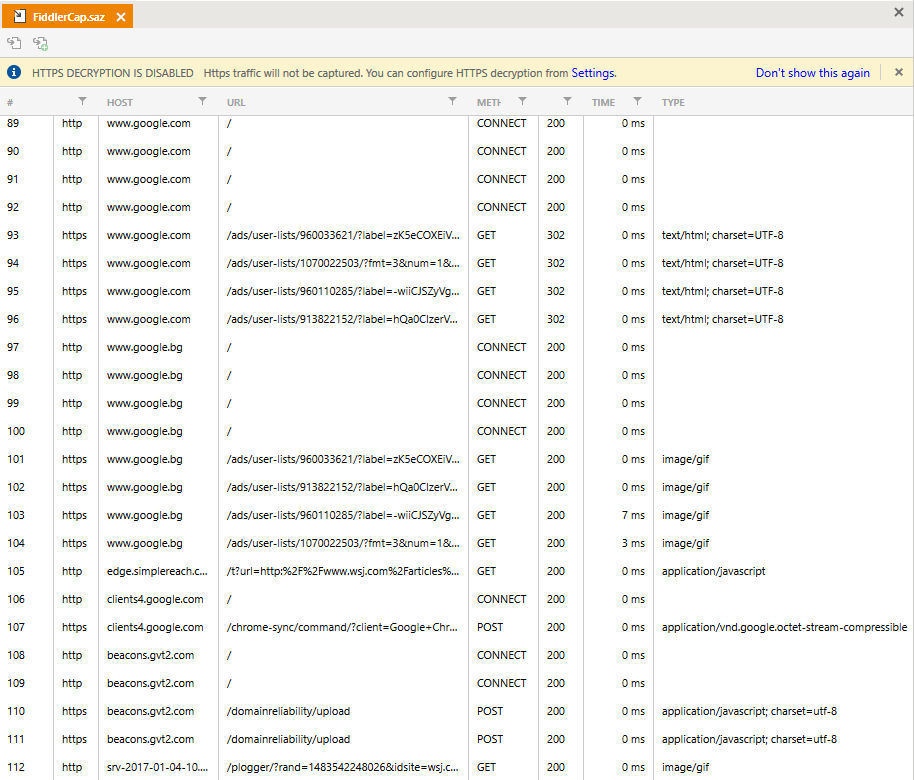 FiddlerCap.saz
HTTPS DECRYPTION IS DISABLED Https traffic will not be captured. You can configure HTTPS decryption from Settings. Don't show this again
# HOST URL METH TIME TYPE
89 http www.google.com / CONNECT 200 0 ms
90 http www.google.com / CONNECT 200 0 ms
91 http www.google.com / CONNECT 200 0 ms
92 http www.google.com / CONNECT 200 0 ms
93 https www.google.com /ads/user-lists/960033621/?label=zK5eCOXEiV... GET 302 0 ms text/html; charset=UTF-8
94 https www.google.com /ads/user-lists/1070022503/?fmt=3&num=1&... GET 302 0 ms text/html; charset=UTF-8
95 https www.google.com /ads/user-lists/960110285/?label=-wiiCJSZyVg... GET 302 0 ms text/html; charset=UTF-8
96 https www.google.com /ads/user-lists/913822152/?label=hQa0CIzerV... GET 302 0 ms text/html; charset=UTF-8
97 http www.google.bg / CONNECT 200 0 ms
98 http www.google.bg / CONNECT 200 0 ms
99 http www.google.bg / CONNECT 200 0 ms
100 http www.google.bg / CONNECT 200 0 ms
101 https www.google.bg /ads/user-lists/960033621/?label=zK5eCOXEiV... GET 200 0 ms image/gif
102 https www.google.bg /ads/user-lists/913822152/?label=hQa0CIzerV... GET 200 0 ms image/gif
103 https www.google.bg /ads/user-lists/960110285/?label=-wiiCJSZyVg... GET 200 7 ms image/gif
104 https www.google.bg /ads/user-lists/1070022503/?fmt=3&num=1&... GET 200 3 ms image/gif
105 http edge.simplereach.c... /t?url=http:%2F%2Fwww.wsj.com%2Farticles%... GET 200 0 ms application/javascript
106 http clients4.google.com / CONNECT 200 0 ms
107 https clients4.google.com /chrome-sync/command/?client=Google+Chr... POST 200 0 ms application/vnd.google.octet-stream-compressible
108 http beacons.gvt2.com / CONNECT 200 0 ms
109 http beacons.gvt2.com / CONNECT 200 0 ms
110 https beacons.gvt2.com /domainreliability/upload POST 200 0 ms application/javascript; charset=utf-8
111 https beacons.gvt2.com /domainreliability/upload POST 200 0 ms application/javascript; charset=utf-8
112 http srv-2017-01-04-10.... /plogger/?rand=1483542248026&idsite=wsj.c... GET 200 0 ms image/gif